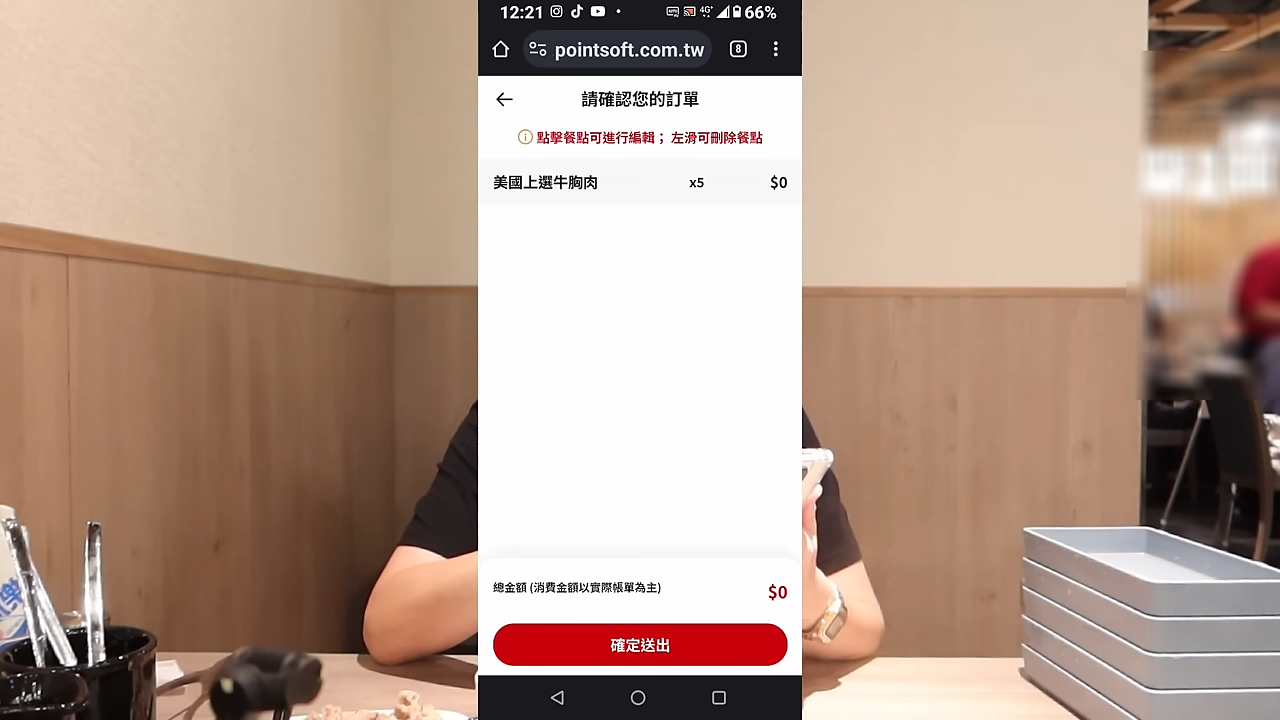 12:21
4G+
66%
pointsoft.com.tw
8
請確認您的訂單
點擊餐點可進行編輯； 左滑可刪除餐點
美國上選牛胸肉 x5 $0
總金額 (消費金額以實際帳單為主) $0
確定送出